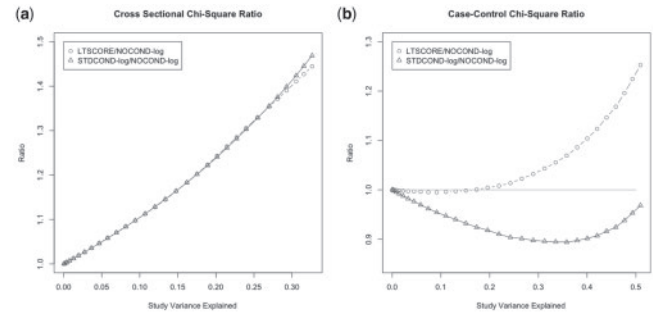 (a) Cross Sectional Chi-Square Ratio
LTSCORE/NOCOND-log
STDCOND-log/NOCOND-log
Ratio
1.5
1.4
1.3
1.2
1.1
1.0
0.00 0.05 0.10 0.15 0.20 0.25 0.30
Study Variance Explained
(b) Case-Control Chi-Square Ratio
LTSCORE/NOCOND-log
STDCOND-log/NOCOND-log
Ratio
1.3
1.2
1.1
1.0
0.9
0.0 0.1 0.2 0.3 0.4 0.5
Study Variance Explained